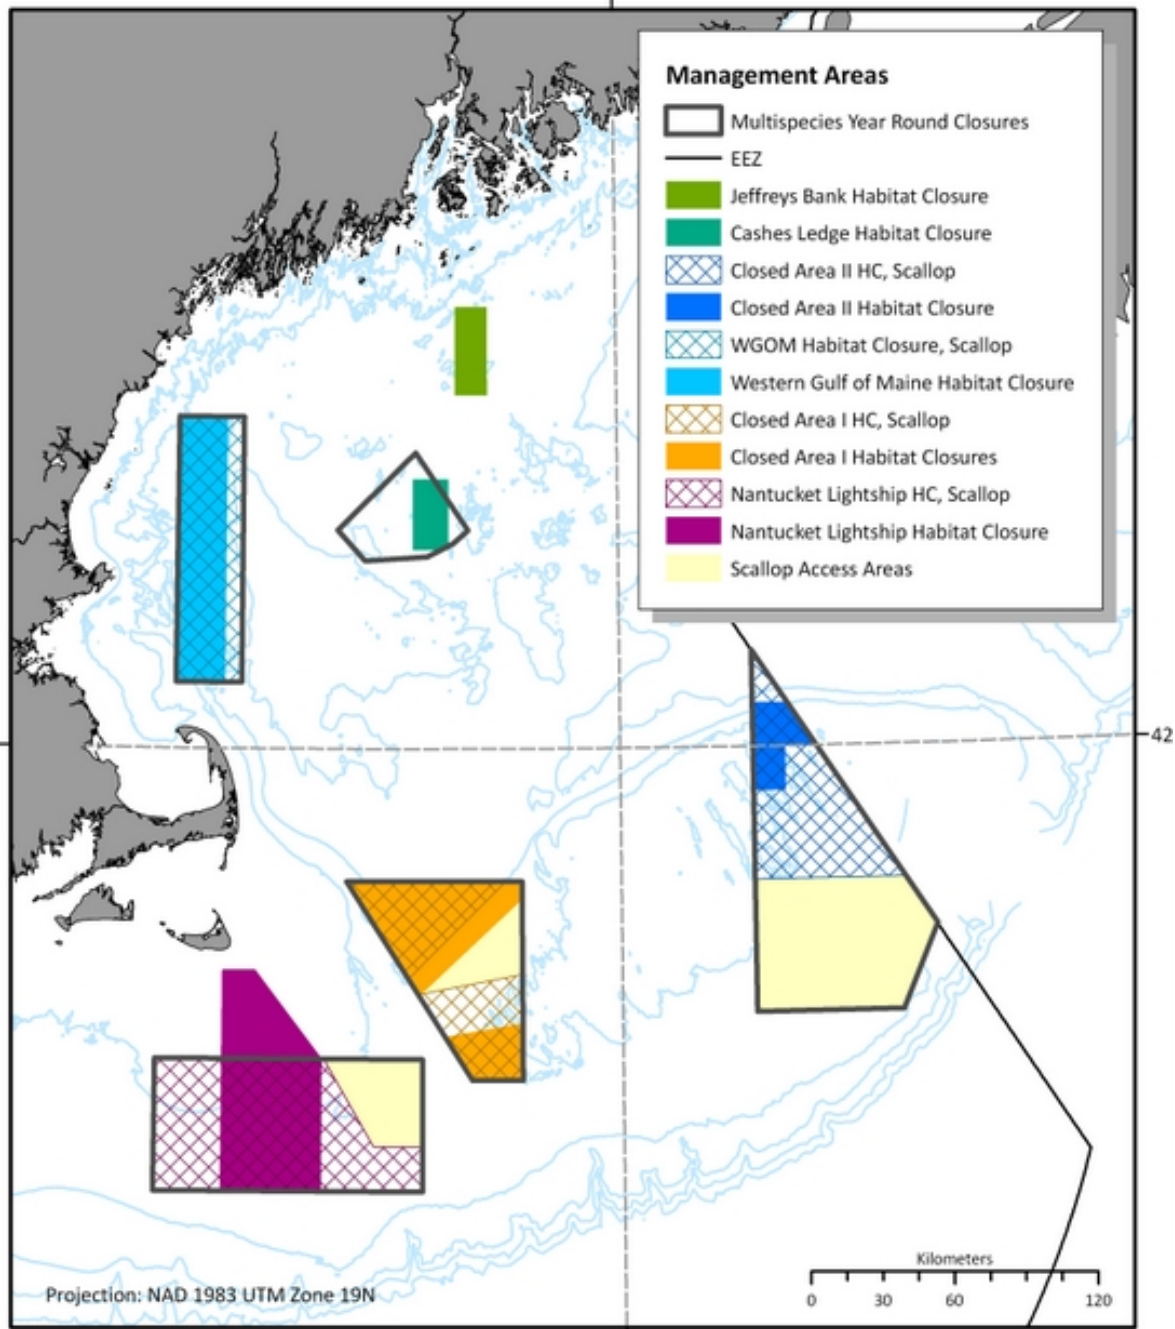 Management Areas
Multispecies Year Round Closures
EEZ
Jeffreys Bank Habitat Closure
Cashes Ledge Habitat Closure
Closed Area II HC, Scallop
Closed Area II Habitat Closure
WGOM Habitat Closure, Scallop
Western Gulf of Maine Habitat Closure
Closed Area I HC, Scallop
Closed Area I Habitat Closures
Nantucket Lightship HC, Scallop
Nantucket Lightship Habitat Closure
Scallop Access Areas
42
Kilometers
0 30 60 120
Projection: NAD 1983 UTM Zone 19N